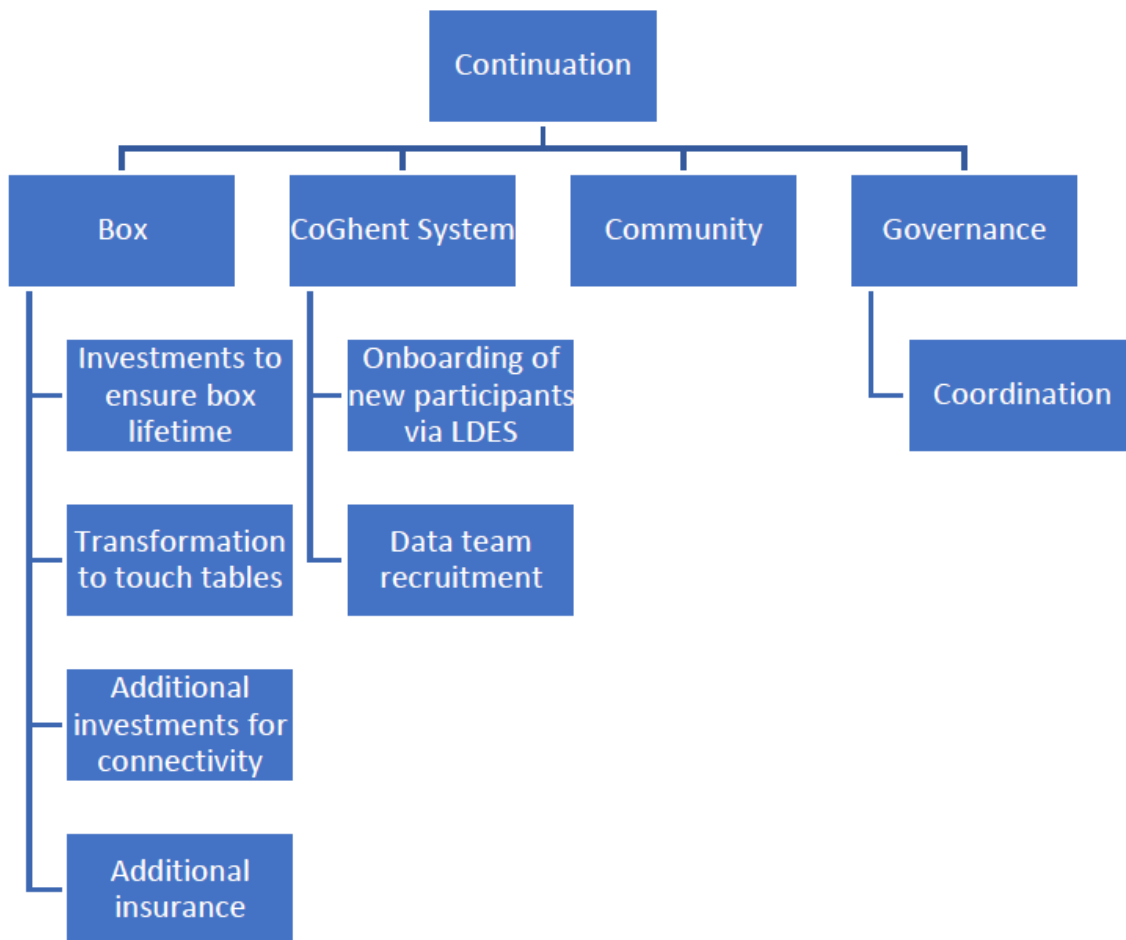 Continuation
Box
CoGhent System
Community
Governance
Investments to
ensure box
lifetime
Transformation
to touch tables
Additional
investments for
connectivity
Additional
insurance
Onboarding of
new participants
via LDES
Data team
recruitment
Coordination